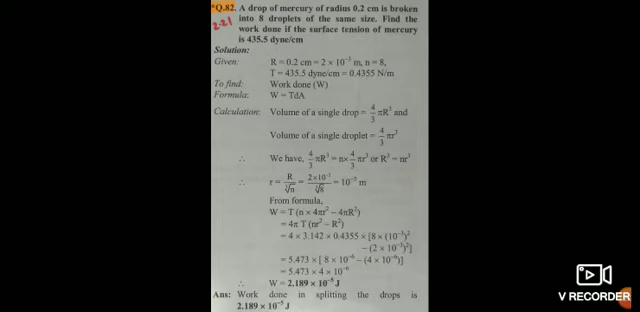 *Q.82. A drop of mercury of radius 0.2 cm is broken
2.21 into 8 droplets of the same size. Find the
work done if the surface tension of mercury
is 435.5 dyne/cm
Solution:
Given: R = 0.2 cm = 2 × 10⁻³ m, n = 8,
T = 435.5 dyne/cm = 0.4355 N/m
To find: Work done (W)
Formula: W = TdA
Calculation: Volume of a single drop = 4/3 πR³ and
Volume of a single droplet = 4/3 πr³
∴ We have, 4/3 πR³ = n× 4/3 πr³ or R³ = nr³
∴ r = R/∛n = 2×10⁻³/∛8 = 10⁻³ m
From formula,
W = T (n × 4πr² − 4πR²)
= 4π T (nr² − R²)
= 4 × 3.142 × 0.4355 × [8 × (10⁻³)²
− (2 × 10⁻³)²]
= 5.473 × [ 8 × 10⁻⁶ − (4 × 10⁻⁶)]
= 5.473 × 4 × 10⁻⁶
∴ W = 2.189 × 10⁻⁵ J
Ans: Work done in splitting the drops is
2.189 × 10⁻⁵ J
V RECORDER